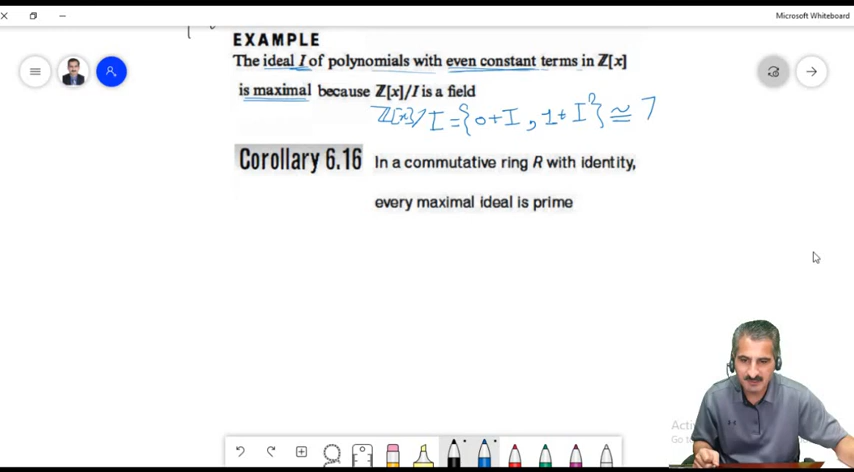 Microsoft Whiteboard
EXAMPLE
The ideal I of polynomials with even constant terms in ℤ[x]
is maximal because ℤ[x]/I is a field
ℤ[x]/I = {0+I, 1+I} ≅
Corollary 6.16 In a commutative ring R with identity,
every maximal ideal is prime